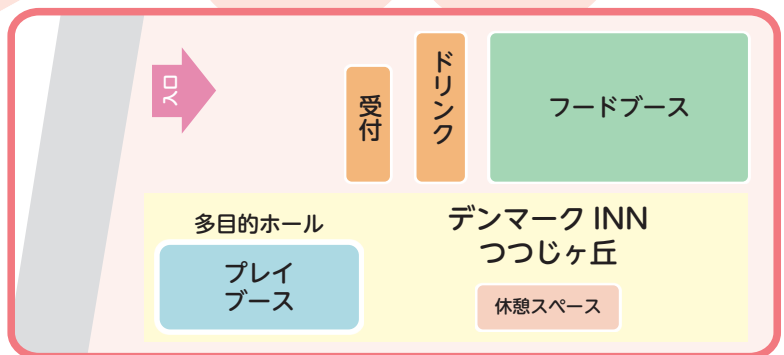 入口
受付
ドリンク
フードブース
多目的ホール
プレイ
ブース
デンマーク INN
つつじヶ丘
休憩スペース